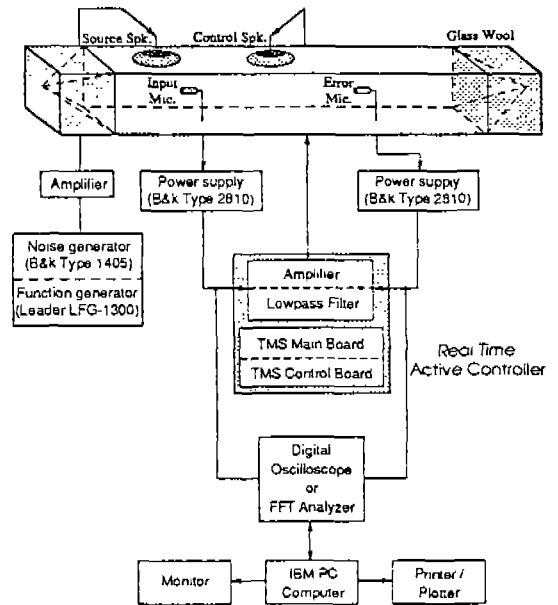 Source Spk.
Control Spk.
Glass Wool
Input
Mic.
Error
Mic.
Amplifier
Power supply
(B&k Type 2810)
Power supply
(B&k Type 2810)
Noise generator
(B&k Type 1405)
Function generator
(Leader LFG-1300)
Amplifier
Lowpass Filter
TMS Main Board
TMS Control Board
Real Time
Active Controller
Digital
Oscilloscope
or
FFT Analyzer
Monitor
IBM PC
Computer
Printer /
Plotter